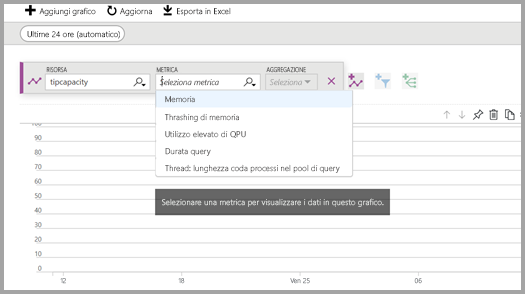 Aggiungi grafico Aggiorna Esporta in Excel
Ultime 24 ore (automatico)
RISORSA METRICA AGGREGAZIONE
tipcapacity Seleziona metrica Seleziona
Memoria
Thrashing di memoria
Utilizzo elevato di QPU
Durata query
Thread: lunghezza coda processi nel pool di query
Selezionare una metrica per visualizzare i dati in questo grafico.
100
90
80
70
60
50
40
30
20
10
0
12 18 Ven 25 06